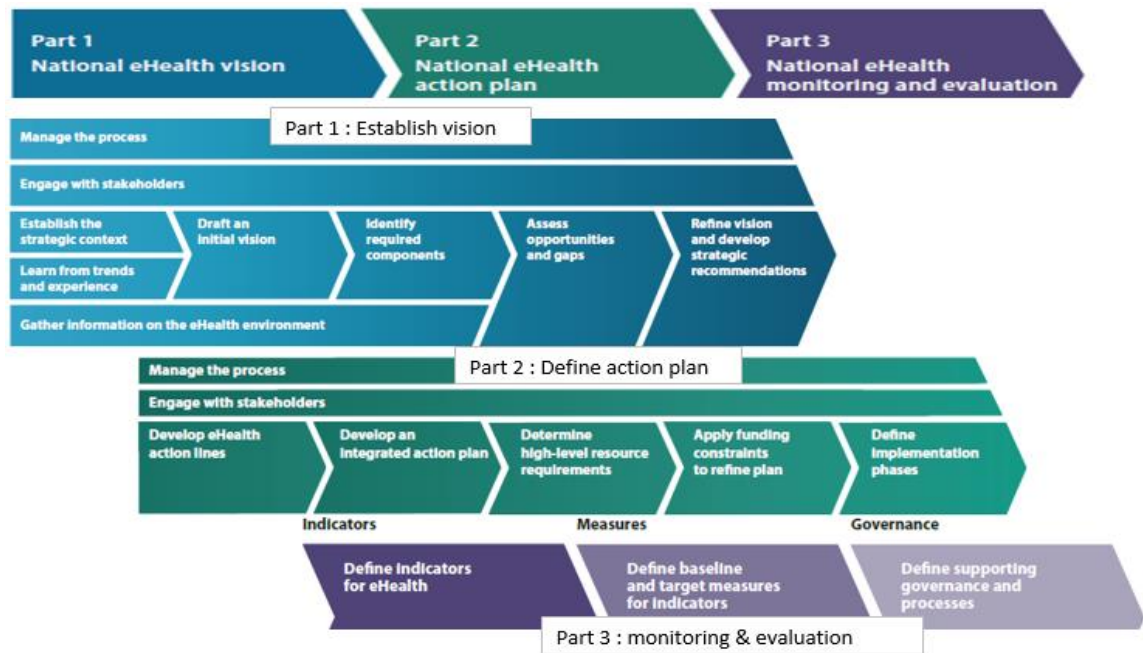 Part 1
National eHealth vision
Part 2
National eHealth
action plan
Part 3
National eHealth
monitoring and evaluation
Part 1 : Establish vision
Manage the process
Engage with stakeholders
Establish the
strategic context
Learn from trends
and experience
Draft an
initial vision
Identify
required
components
Assess
opportunities
and gaps
Refine vision
and develop
strategic
recommendations
Gather information on the eHealth environment
Part 2 : Define action plan
Manage the process
Engage with stakeholders
Develop eHealth
action lines
Develop an
integrated action plan
Determine
high-level resource
requirements
Apply funding
constraints
to refine plan
Define
implementation
phases
Indicators
Measures
Governance
Define indicators
for eHealth
Define baseline
and target measures
for indicators
Define supporting
governance and
processes
Part 3 : monitoring & evaluation